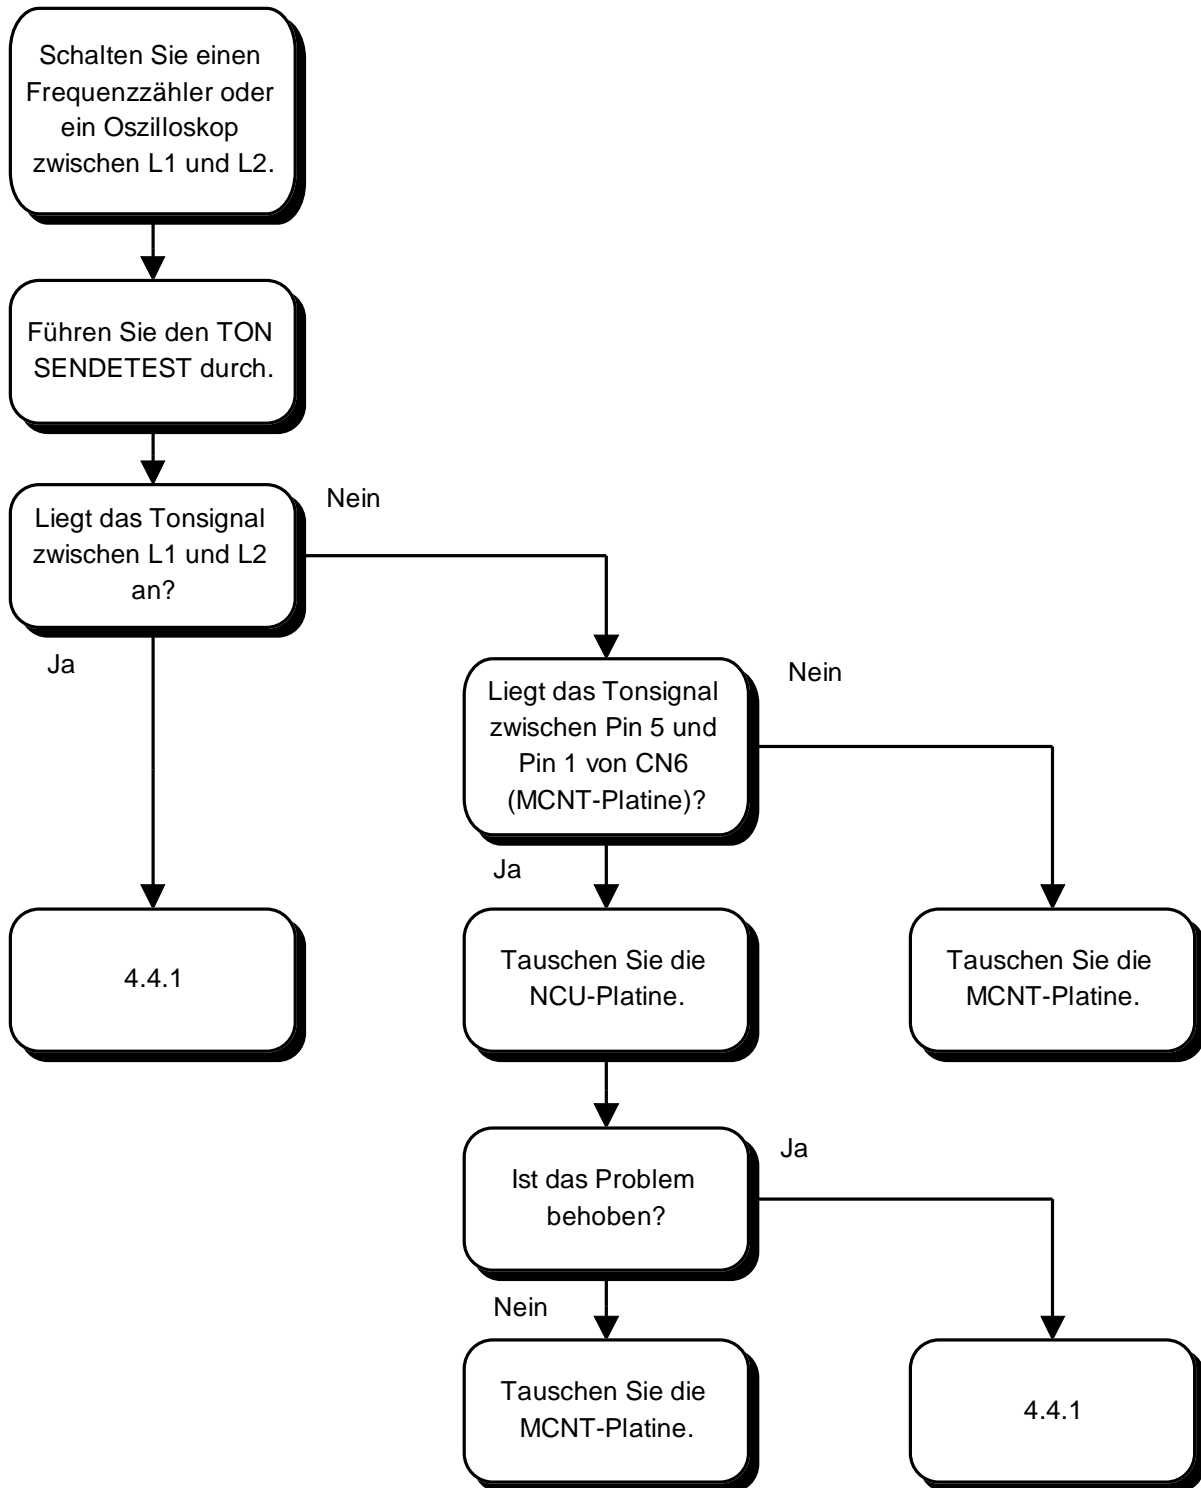 Schalten Sie einen
Frequenzzähler oder
ein Oszilloskop
zwischen L1 und L2.
Führen Sie den TON
SENDETEST durch.
Liegt das Tonsignal
zwischen L1 und L2
an?
Nein
Ja
Liegt das Tonsignal
zwischen Pin 5 und
Pin 1 von CN6
(MCNT-Platine)?
Nein
Ja
4.4.1
Tauschen Sie die
NCU-Platine.
Tauschen Sie die
MCNT-Platine.
Ist das Problem
behoben?
Ja
Nein
Tauschen Sie die
MCNT-Platine.
4.4.1